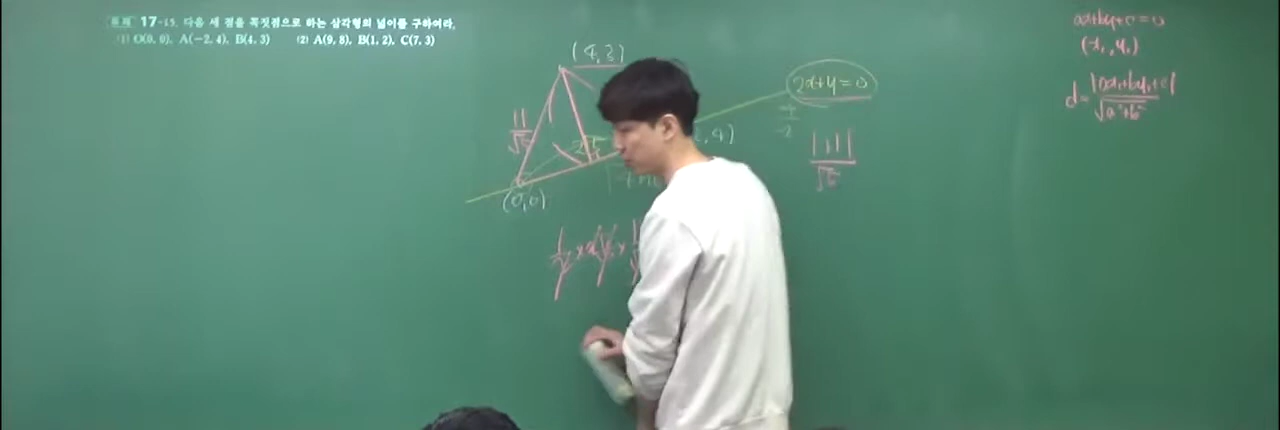 [유제] 17-15. 다음 세 점을 꼭짓점으로 하는 삼각형의 넓이를 구하여라.
(1) O(0, 0), A(-2, 4), B(4, 3) (2) A(9, 8), B(1, 2), C(7, 3)
(4,3)
2x+y=0
11/√5
2√5
,4)
(0,0)
|11|/√5
ax+by+c=0
(x₁,y₁)
d=|ax₁+by₁+c|/√a²+b²